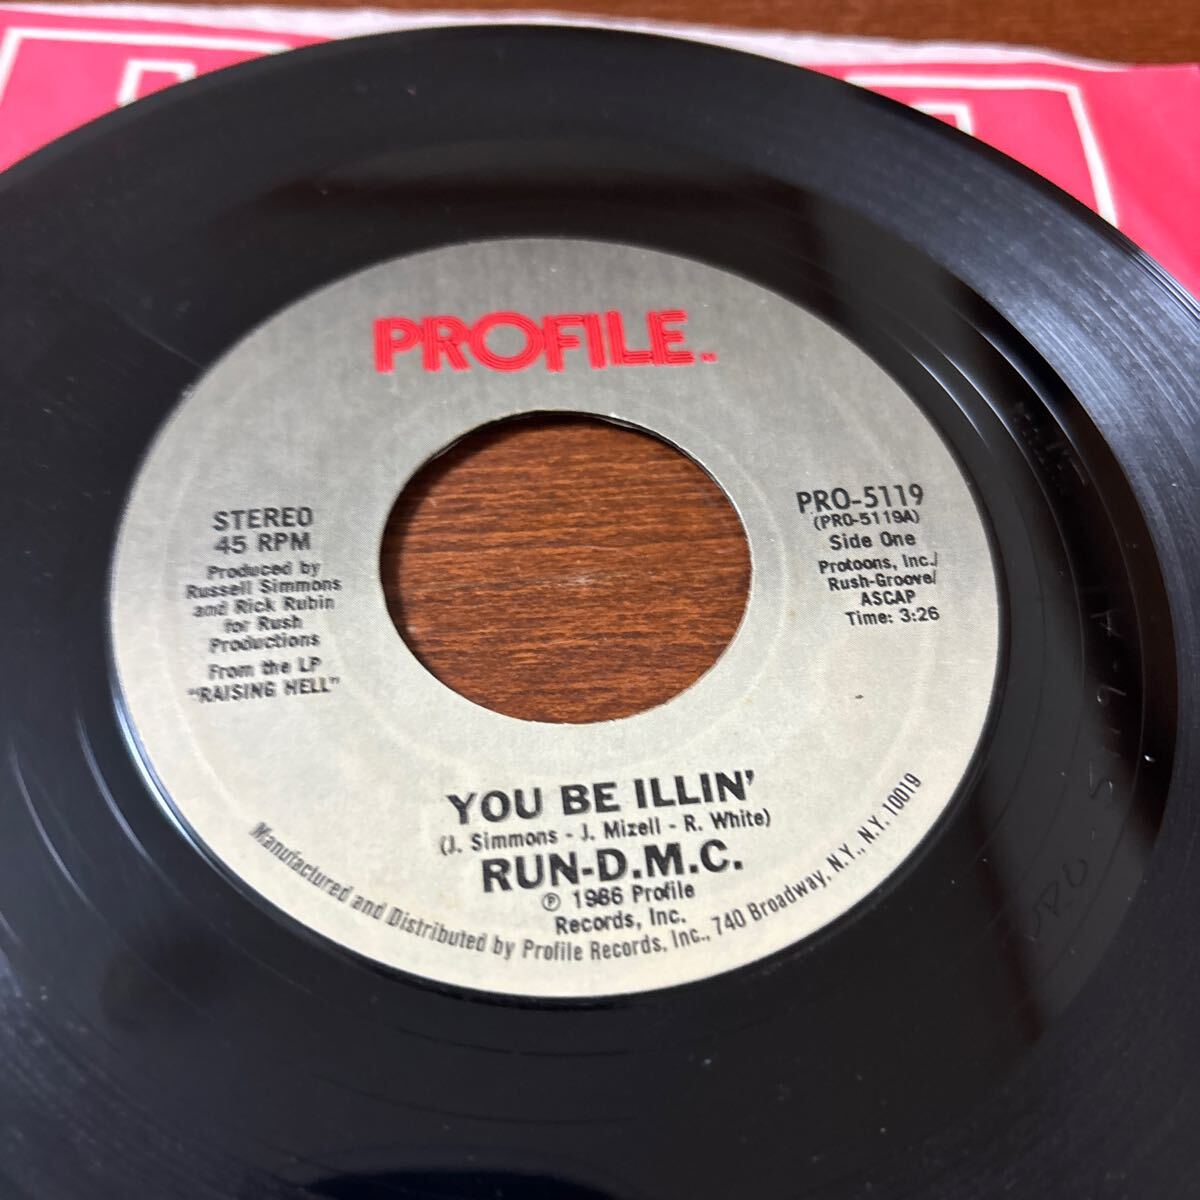 PROFILE™
STEREO
45 RPM
Produced by
Russell Simmons
and Rick Rubin
for Rush
Productions
From the LP
"RAISING HELL"
PRO-5119
(PRO-5119A)
Side One
Protoons, Inc./
Rush-Groove/
ASCAP
Time: 3:26
YOU BE ILLIN'
(J. Simmons - J. Mizell - R. White)
RUN-D.M.C.
℗ 1986 Profile
Records, Inc.
Manufactured and Distributed by Profile Records, Inc., 740 Broadway, N.Y., N.Y. 10019